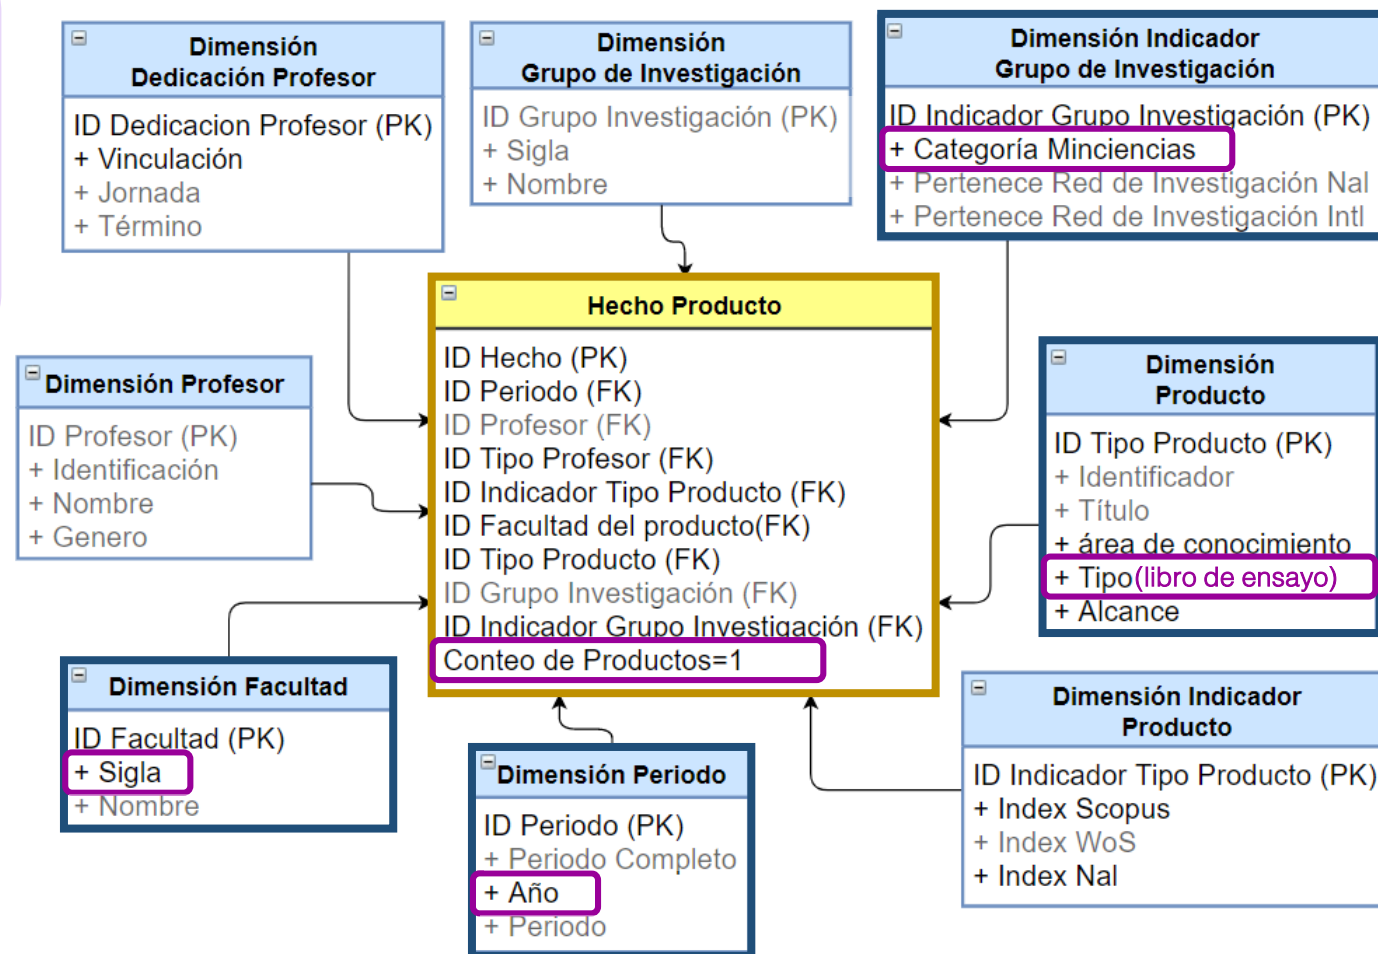 Dimensión
Dedicación Profesor
ID Dedicacion Profesor (PK)
+ Vinculación
+ Jornada
+ Término
Dimensión
Grupo de Investigación
ID Grupo Investigación (PK)
+ Sigla
+ Nombre
Dimensión Indicador
Grupo de Investigación
ID Indicador Grupo Investigación (PK)
+ Categoría Minciencias
+ Pertenece Red de Investigación Nal
+ Pertenece Red de Investigación Intl
Hecho Producto
ID Hecho (PK)
ID Periodo (FK)
ID Profesor (FK)
ID Tipo Profesor (FK)
ID Indicador Tipo Producto (FK)
ID Facultad del producto(FK)
ID Tipo Producto (FK)
ID Grupo Investigación (FK)
ID Indicador Grupo Investigación (FK)
Conteo de Productos=1
Dimensión Profesor
ID Profesor (PK)
+ Identificación
+ Nombre
+ Genero
Dimensión
Producto
ID Tipo Producto (PK)
+ Identificador
+ Título
+ área de conocimiento
+ Tipo(libro de ensayo)
+ Alcance
Dimensión Facultad
ID Facultad (PK)
+ Sigla
+ Nombre
Dimensión Periodo
ID Periodo (PK)
+ Periodo Completo
+ Año
+ Periodo
Dimensión Indicador
Producto
ID Indicador Tipo Producto (PK)
+ Index Scopus
+ Index WoS
+ Index Nal